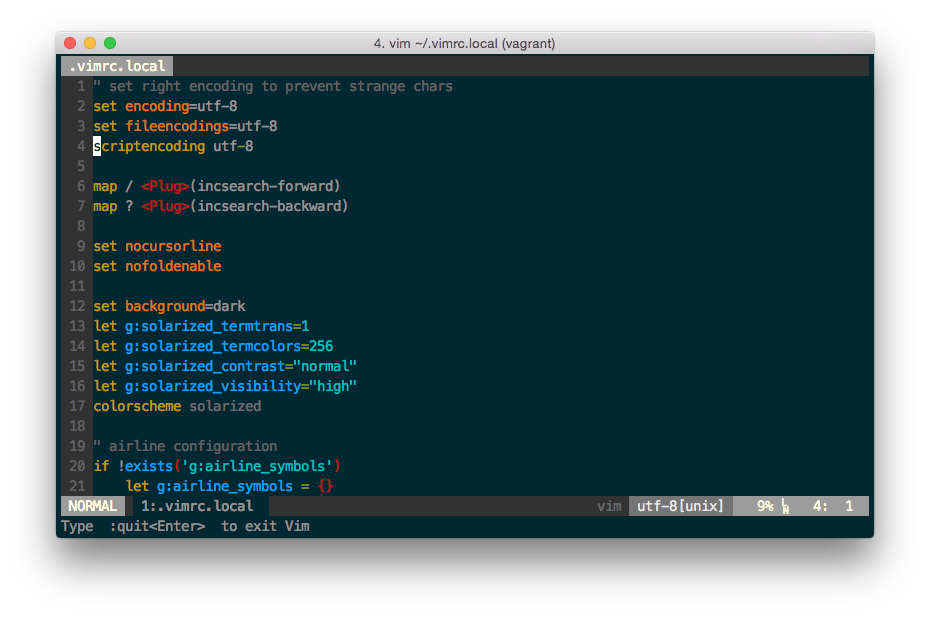 4. vim ~/.vimrc.local (vagrant)
.vimrc.local
1 " set right encoding to prevent strange chars
2 set encoding=utf-8
3 set fileencodings=utf-8
4 scriptencoding utf-8
5
6 map / <Plug>(incsearch-forward)
7 map ? <Plug>(incsearch-backward)
8
9 set nocursorline
10 set nofoldenable
11
12 set background=dark
13 let g:solarized_termtrans=1
14 let g:solarized_termcolors=256
15 let g:solarized_contrast="normal"
16 let g:solarized_visibility="high"
17 colorscheme solarized
18
19 " airline configuration
20 if !exists('g:airline_symbols')
21     let g:airline_symbols = {}
NORMAL 1:.vimrc.local vim utf-8[unix] 9% LN 4: 1
Type  :quit<Enter>  to exit Vim